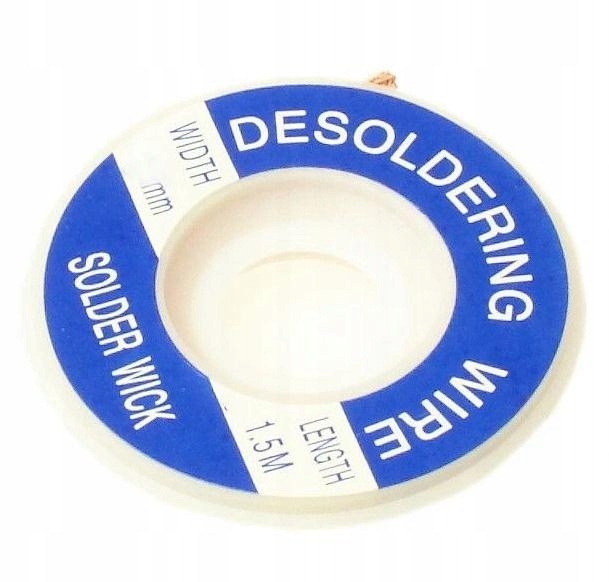 DESOLDERING WIRE
WIDTH
mm
SOLDER WICK
LENGTH
1.5M